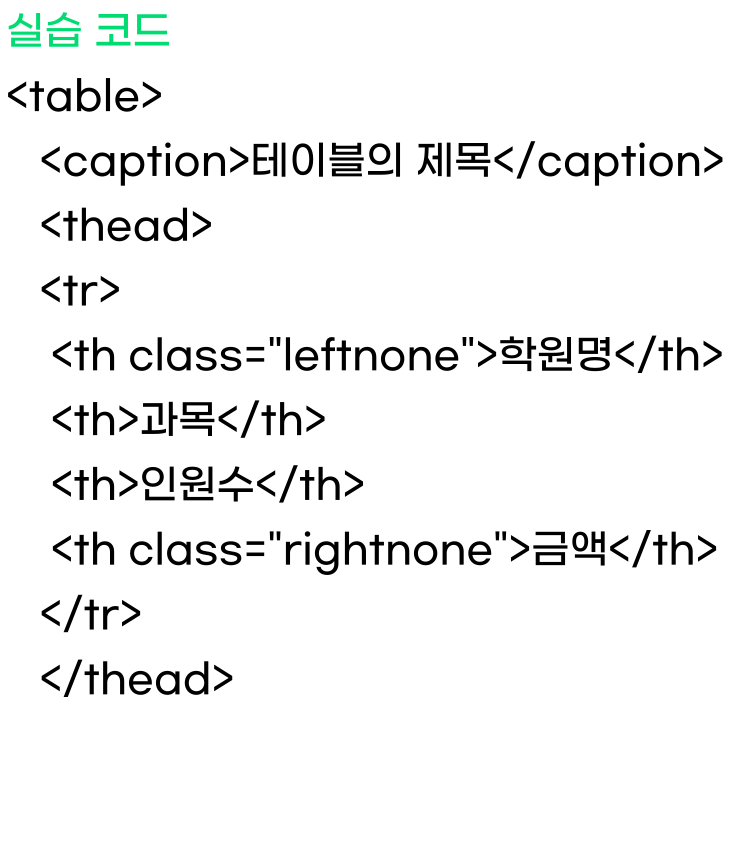 실습 코드
<table>
<caption>테이블의 제목</caption>
<thead>
<tr>
<th class="leftnone">학원명</th>
<th>과목</th>
<th>인원수</th>
<th class="rightnone">금액</th>
</tr>
</thead>